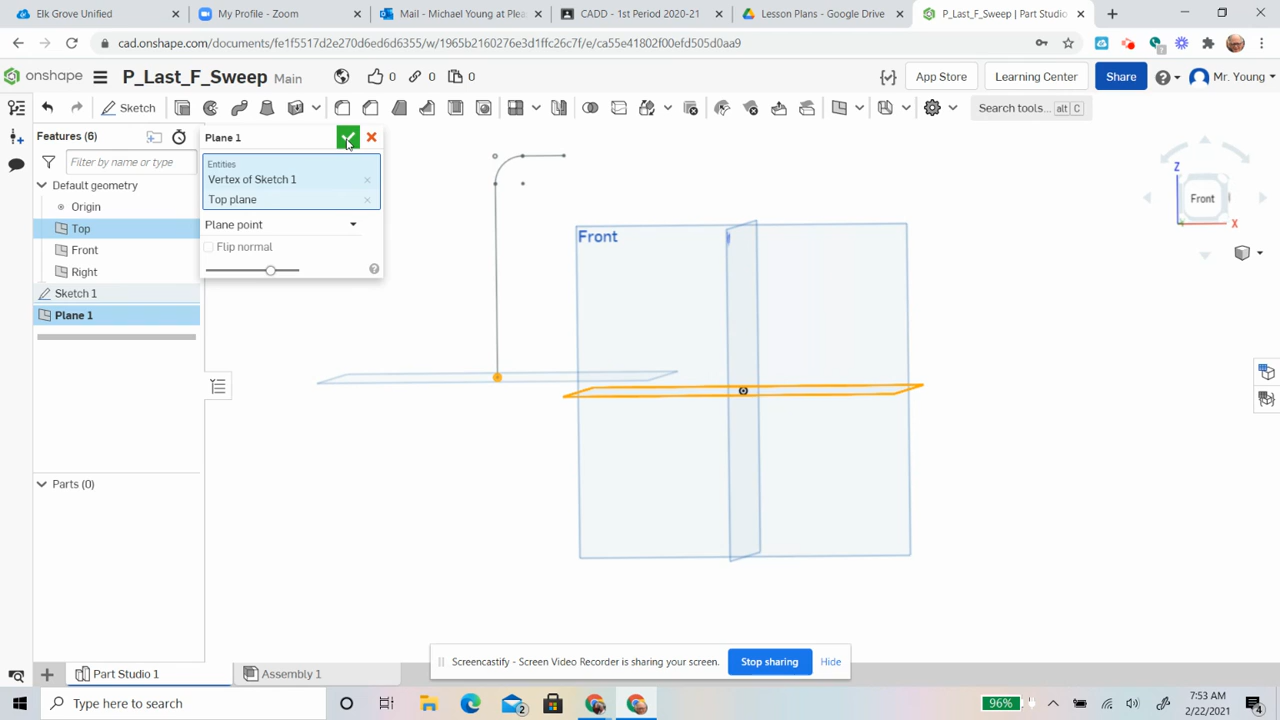 Elk Grove Unified
My Profile - Zoom
Mail - Michael Young at Plea
CADD - 1st Period 2020-21
Lesson Plans - Google Drive
P_Last_F_Sweep | Part Studio
cad.onshape.com/documents/fe1f5517d2e270d6ed6d6355/w/1965b2160276e3d1ffc26c7f/e/ca55e41802f00efd505d0aa9
onshape
P_Last_F_Sweep Main
0
0
0
App Store
Learning Center
Share
Mr. Young
Sketch
Search tools... alt C
Features (6)
Filter by name or type
Default geometry
Origin
Top
Front
Right
Sketch 1
Plane 1
Parts (0)
Plane 1
Entities
Vertex of Sketch 1
Top plane
Plane point
Flip normal
Front
Z
Front
X
Screencastify - Screen Video Recorder is sharing your screen.
Stop sharing
Hide
Part Studio 1
Assembly 1
Type here to search
2
96%
7:53 AM
2/22/2021
4